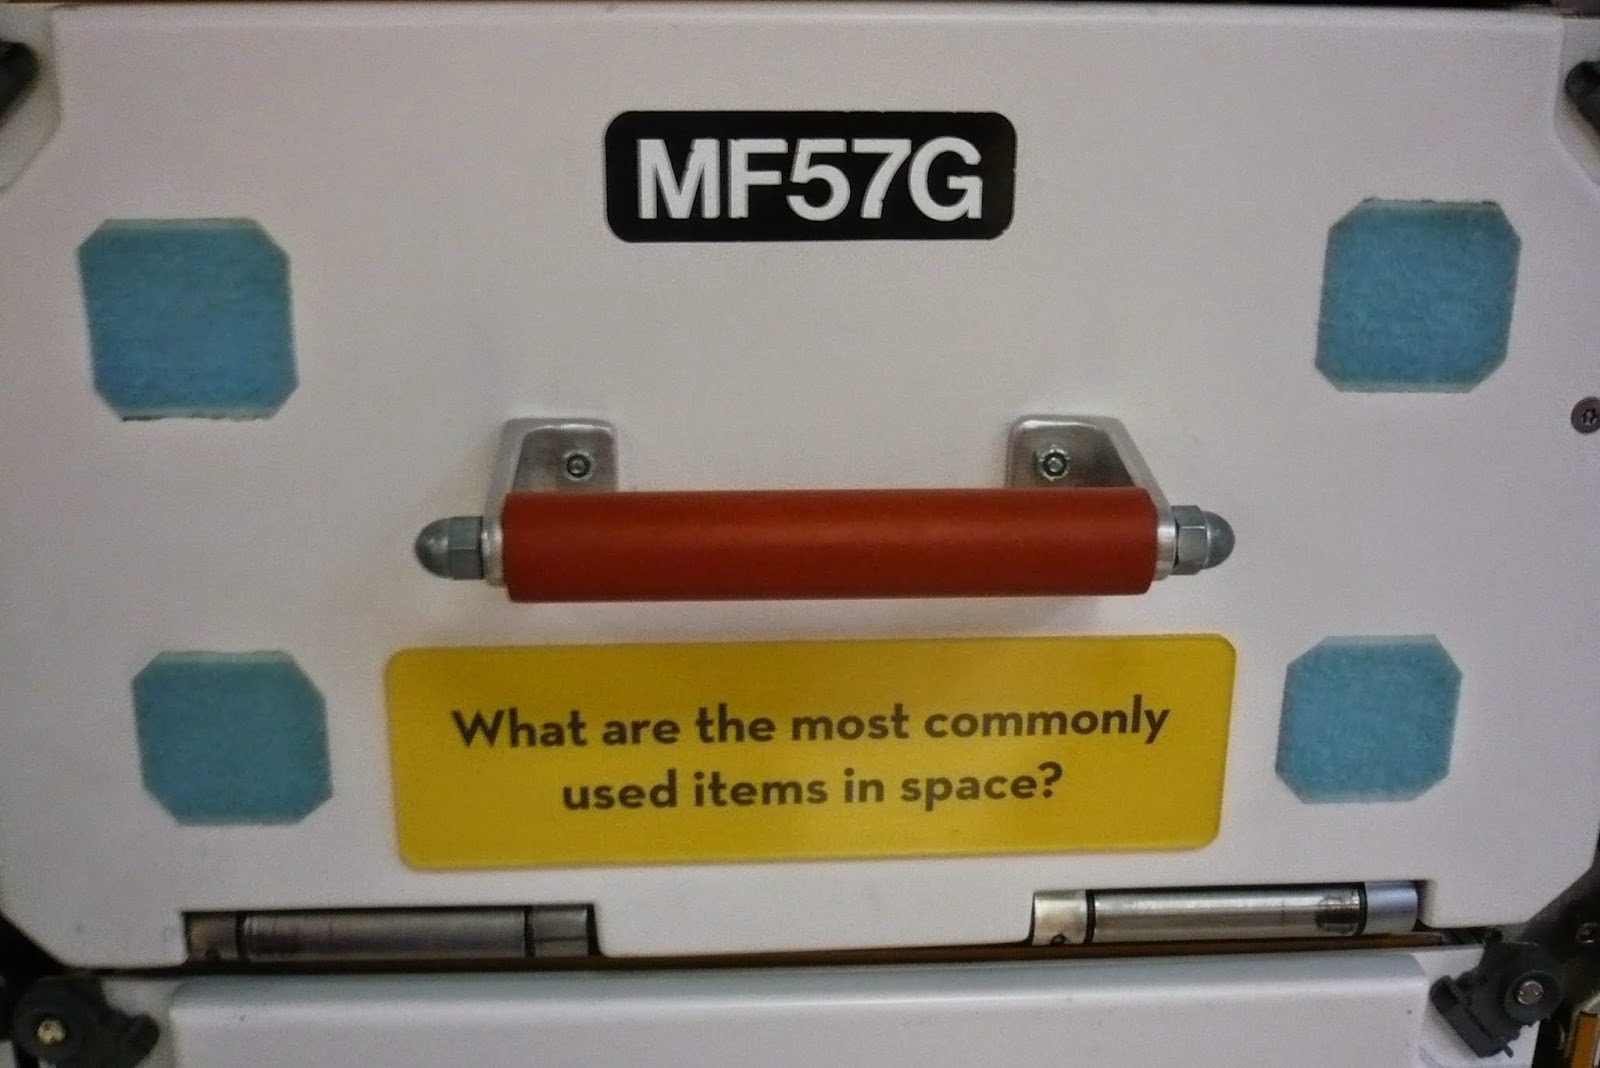 MF57G
What are the most commonly
used items in space?